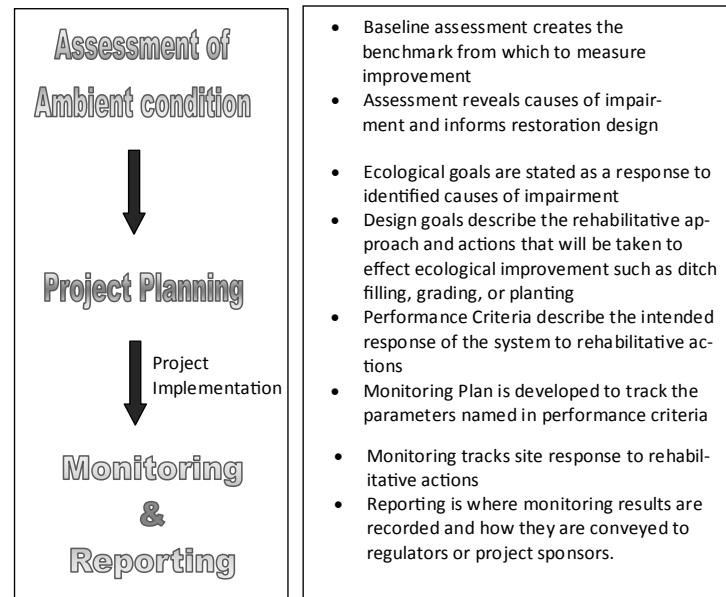 Assessment of
Ambient condition
Project Planning
Project
Implementation
Monitoring
&
Reporting
• Baseline assessment creates the
benchmark from which to measure
improvement
• Assessment reveals causes of impair-
ment and informs restoration design
• Ecological goals are stated as a response to
identified causes of impairment
• Design goals describe the rehabilitative ap-
proach and actions that will be taken to
effect ecological improvement such as ditch
filling, grading, or planting
• Performance Criteria describe the intended
response of the system to rehabilitative ac-
tions
• Monitoring Plan is developed to track the
parameters named in performance criteria
• Monitoring tracks site response to rehabil-
itative actions
• Reporting is where monitoring results are
recorded and how they are conveyed to
regulators or project sponsors.